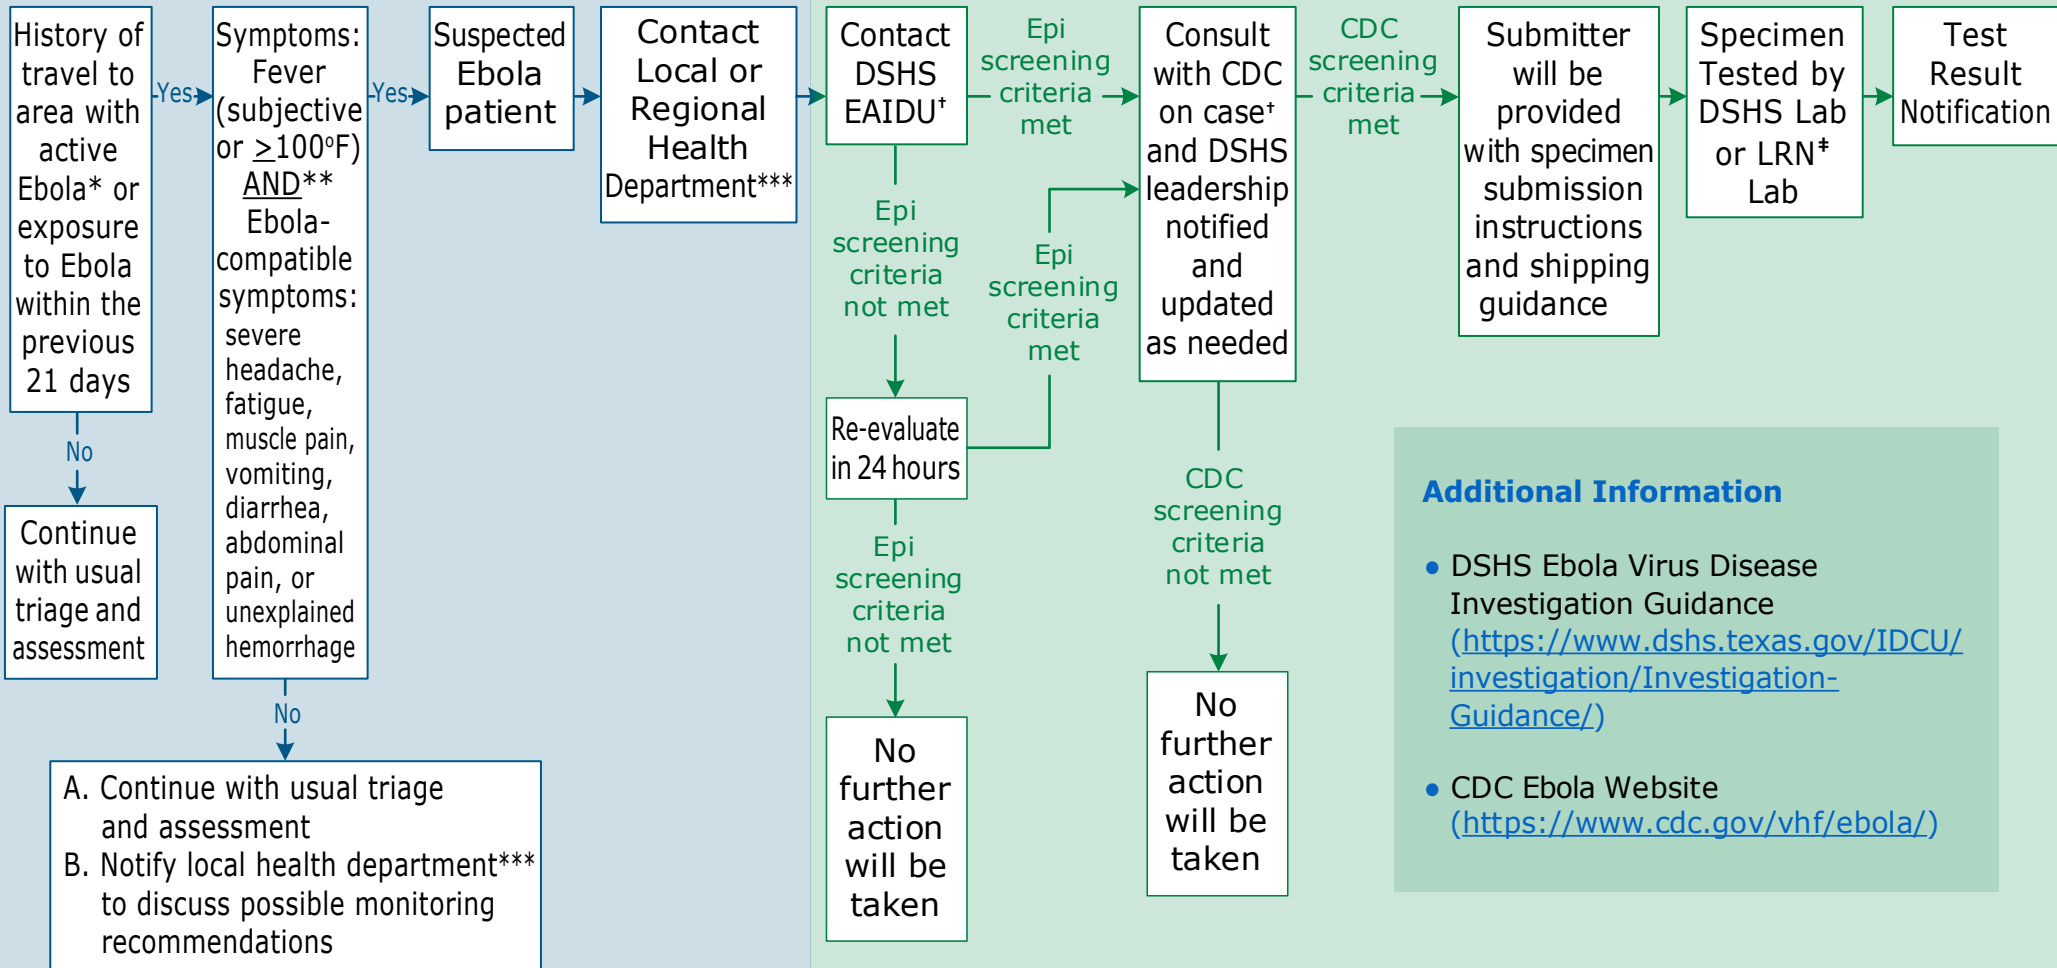 History of
travel to
area with
active
Ebola* or
exposure
to Ebola
within the
previous
21 days
Yes
No
Continue
with usual
triage and
assessment
Symptoms:
Fever
(subjective
or ≥100°F)
AND**
Ebola-
compatible
symptoms:
severe
headache,
fatigue,
muscle pain,
vomiting,
diarrhea,
abdominal
pain, or
unexplained
hemorrhage
Yes
No
A. Continue with usual triage
and assessment
B. Notify local health department***
to discuss possible monitoring
recommendations
Suspected
Ebola
patient
Contact
Local or
Regional
Health
Department***
Contact
DSHS
EAIDU†
Epi
screening
criteria
met
Epi
screening
criteria
not met
Re-evaluate
in 24 hours
Epi
screening
criteria
met
Epi
screening
criteria
not met
No
further
action
will be
taken
Consult
with CDC
on case†
and DSHS
leadership
notified
and
updated
as needed
CDC
screening
criteria
met
CDC
screening
criteria
not met
No
further
action
will be
taken
Submitter
will be
provided
with specimen
submission
instructions
and shipping
guidance
Specimen
Tested by
DSHS Lab
or LRN‡
Lab
Test
Result
Notification
Additional Information
• DSHS Ebola Virus Disease
Investigation Guidance
(https://www.dshs.texas.gov/IDCU/
investigation/Investigation-
Guidance/)
• CDC Ebola Website
(https://www.cdc.gov/vhf/ebola/)